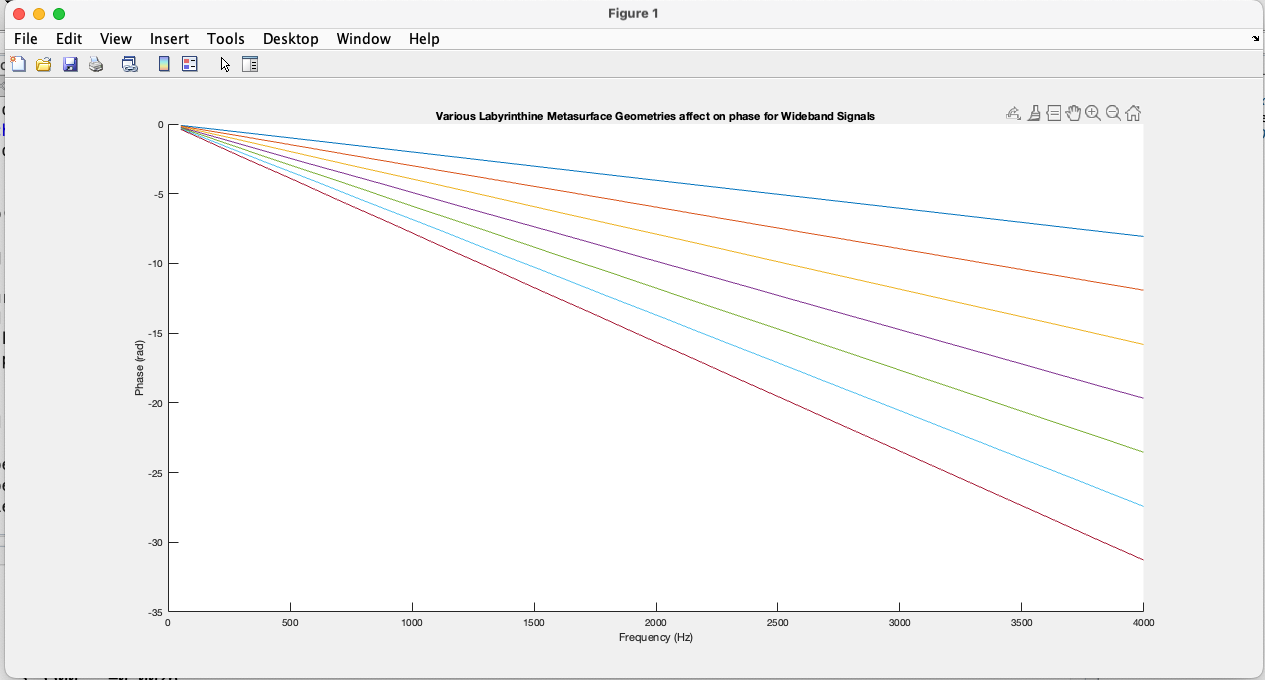 Figure 1
File Edit View Insert Tools Desktop Window Help
Various Labyrinthine Metasurface Geometries affect on phase for Wideband Signals
0
-5
-10
-15
-20
-25
-30
-35
Phase (rad)
0 500 1000 1500 2000 2500 3000 3500 4000
Frequency (Hz)